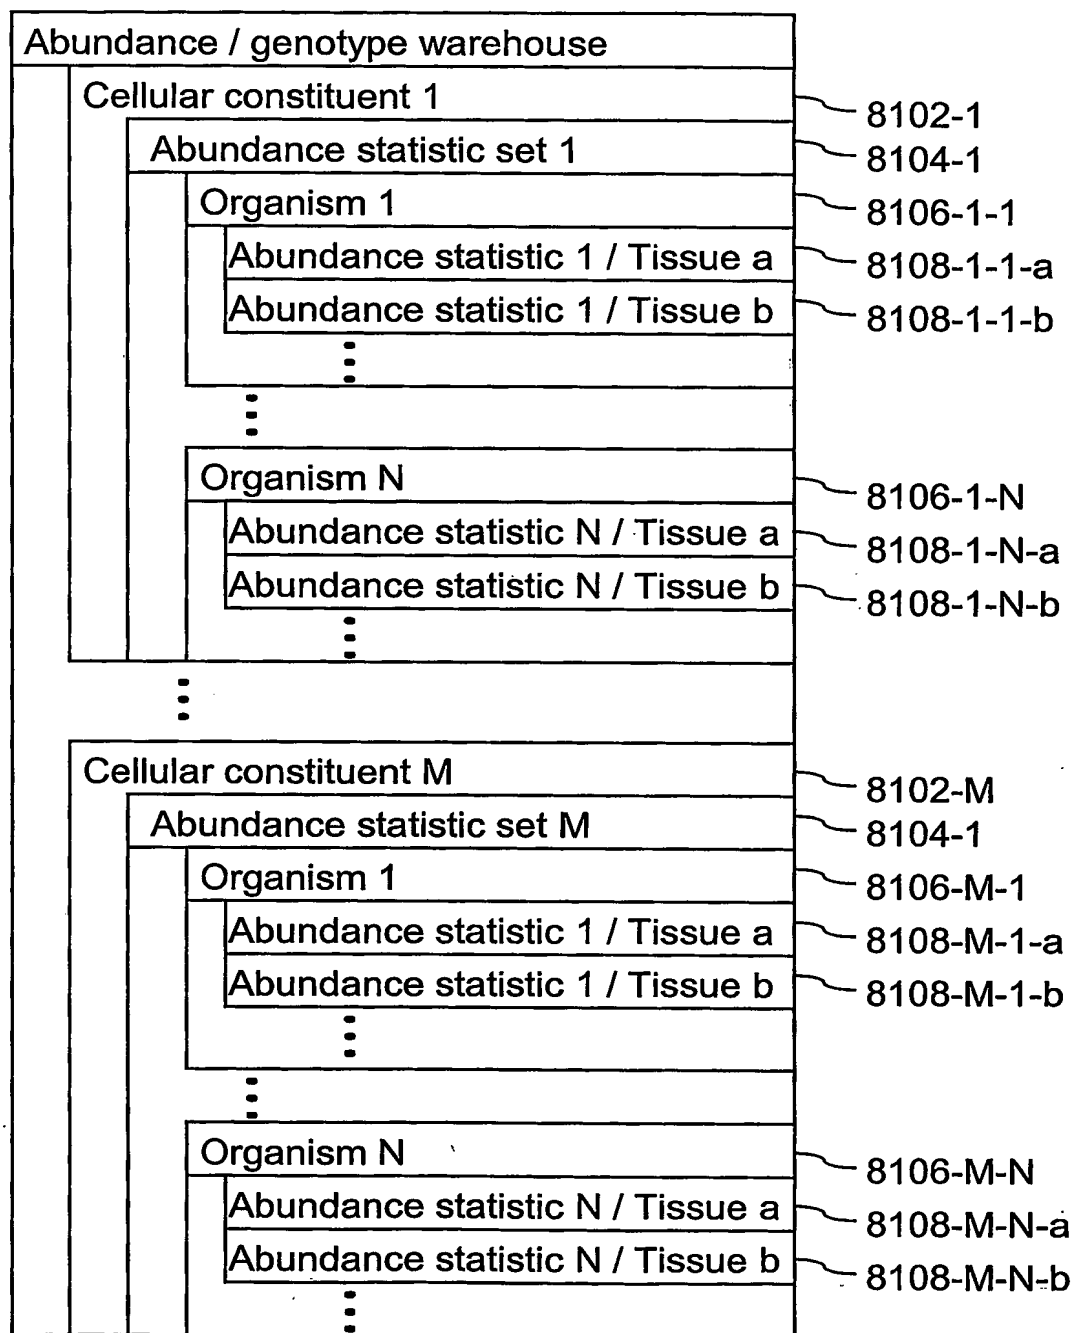 Abundance / genotype warehouse
Cellular constituent 1
8102-1
Abundance statistic set 1
8104-1
Organism 1
8106-1-1
Abundance statistic 1 / Tissue a
8108-1-1-a
Abundance statistic 1 / Tissue b
8108-1-1-b
Organism N
8106-1-N
Abundance statistic N / Tissue a
8108-1-N-a
Abundance statistic N / Tissue b
8108-1-N-b
Cellular constituent M
8102-M
Abundance statistic set M
8104-1
Organism 1
8106-M-1
Abundance statistic 1 / Tissue a
8108-M-1-a
Abundance statistic 1 / Tissue b
8108-M-1-b
Organism N
8106-M-N
Abundance statistic N / Tissue a
8108-M-N-a
Abundance statistic N / Tissue b
8108-M-N-b